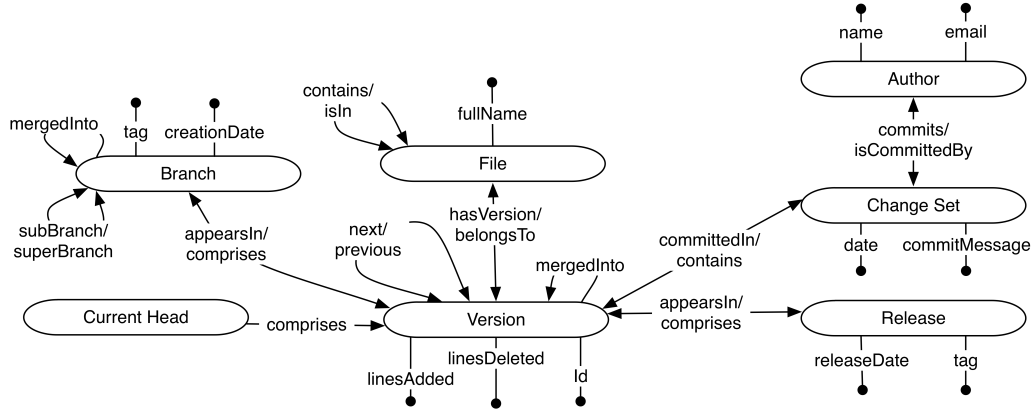 name
email
Author
commits/
isCommittedBy
Change Set
date
commitMessage
contains/
isIn
fullName
File
hasVersion/
belongsTo
mergedInto
tag
creationDate
Branch
subBranch/
superBranch
appearsIn/
comprises
next/
previous
mergedInto
committedIn/
contains
Current Head
comprises
Version
appearsIn/
comprises
Release
linesAdded
linesDeleted
Id
releaseDate
tag